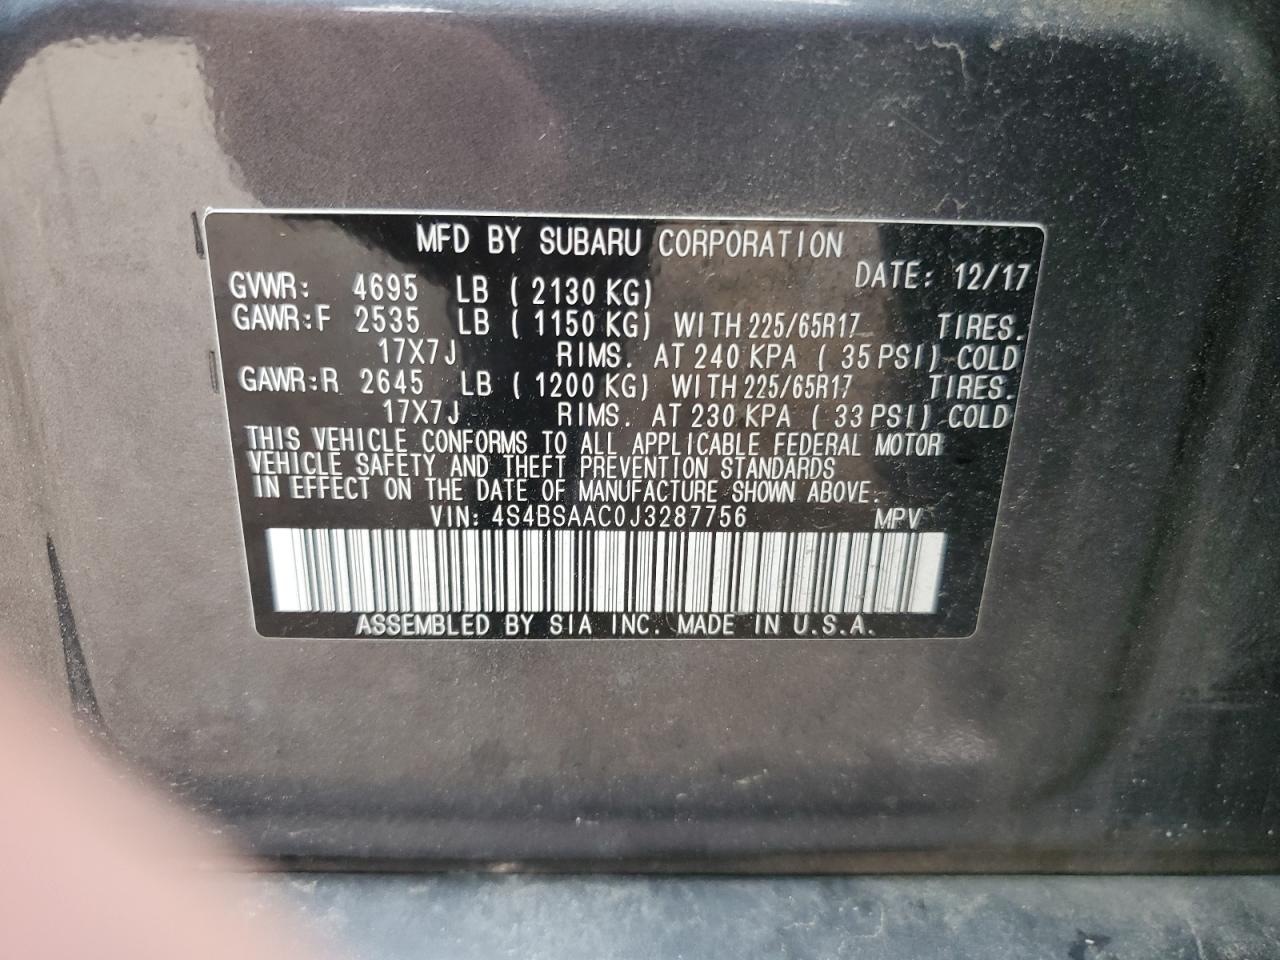 MFD BY SUBARU CORPORATION
DATE: 12/17
GVWR: 4695 LB ( 2130 KG)
GAWR:F 2535 LB ( 1150 KG) WITH 225/65R17 TIRES.
17X7J RIMS. AT 240 KPA ( 35 PSI) COLD
GAWR:R 2645 LB ( 1200 KG) WITH 225/65R17 TIRES.
17X7J RIMS. AT 230 KPA ( 33 PSI) COLD
THIS VEHICLE CONFORMS TO ALL APPLICABLE FEDERAL MOTOR
VEHICLE SAFETY AND THEFT PREVENTION STANDARDS
IN EFFECT ON THE DATE OF MANUFACTURE SHOWN ABOVE.
VIN: 4S4BSAAC0J3287756 MPV
ASSEMBLED BY SIA INC. MADE IN U.S.A.